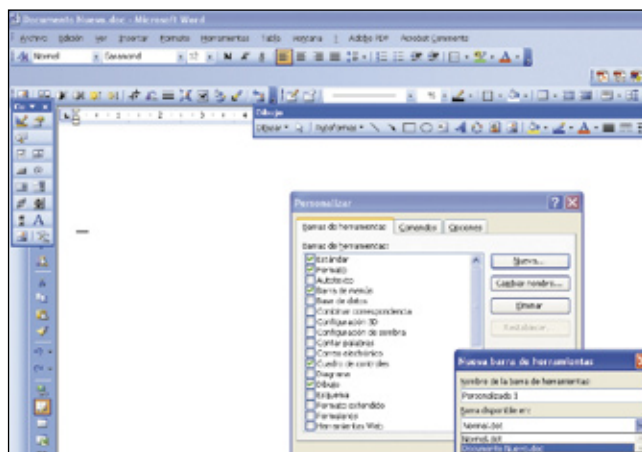 Documento Nuevo.doc - Microsoft Word
Archivo Edición Ver Insertar Formato Herramientas Tabla Ventana ? Adobe PDF Acrobat Comments
Normal Garamond 12 N K S
Dibujo
Dibujar Autoformas
Personalizar
Barras de herramientas Comandos Opciones
Barras de herramientas:
Estándar
Formato
Autotexto
Barra de menús
Base de datos
Combinar correspondencia
Configuración 3D
Configuración de sombra
Contar palabras
Correo electrónico
Cuadro de controles
Diagrama
Dibujo
Esquema
Formato extendido
Formularios
Herramientas Web
Nueva...
Cambiar nombre...
Eliminar
Restablecer...
Nueva barra de herramientas
Nombre de la barra de herramientas:
Personalizada 1
Barra disponible en:
Normal.dot
Normal.dot
Documento Nuevo.doc